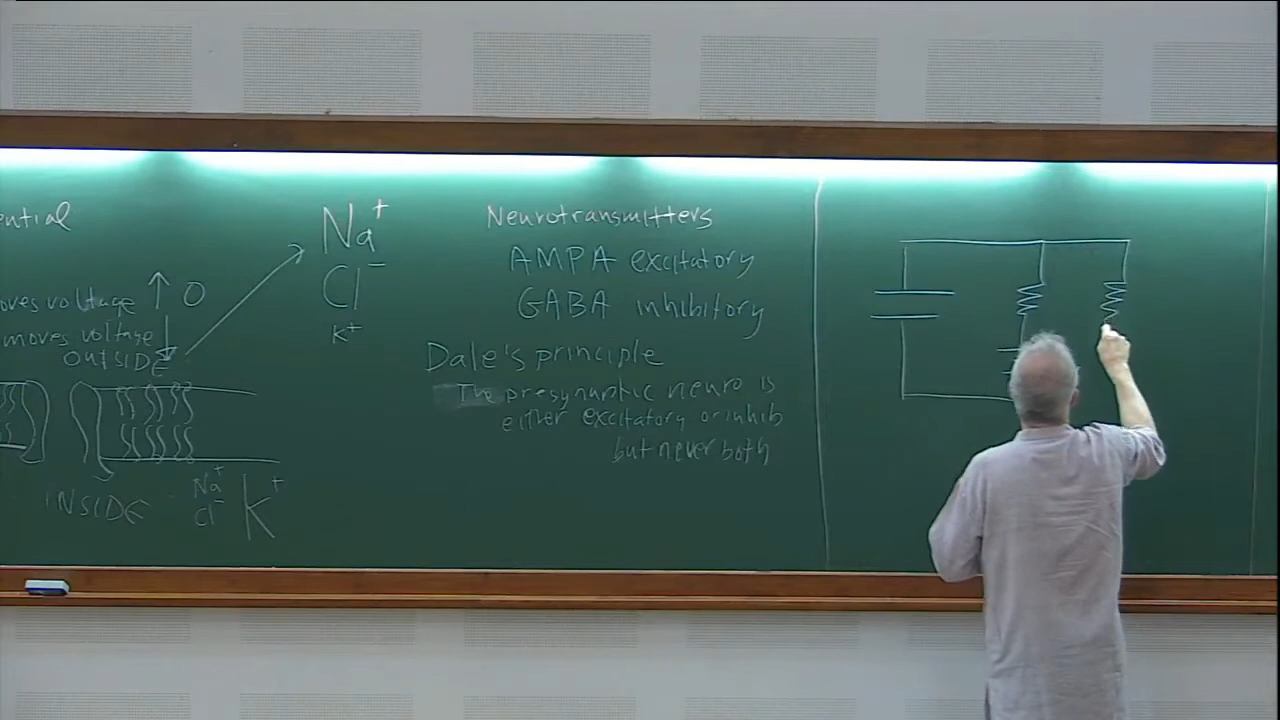 ential
oves voltage ↑ 0
moves voltage
OUTSIDE
INSIDE
Na+
Cl-
K+
Na+
Cl-
K+
Neurotransmitters
AMPA excitatory
GABA inhibitory
Dale's principle
The presynaptic neuro is
either excitatory or inhib
but never both